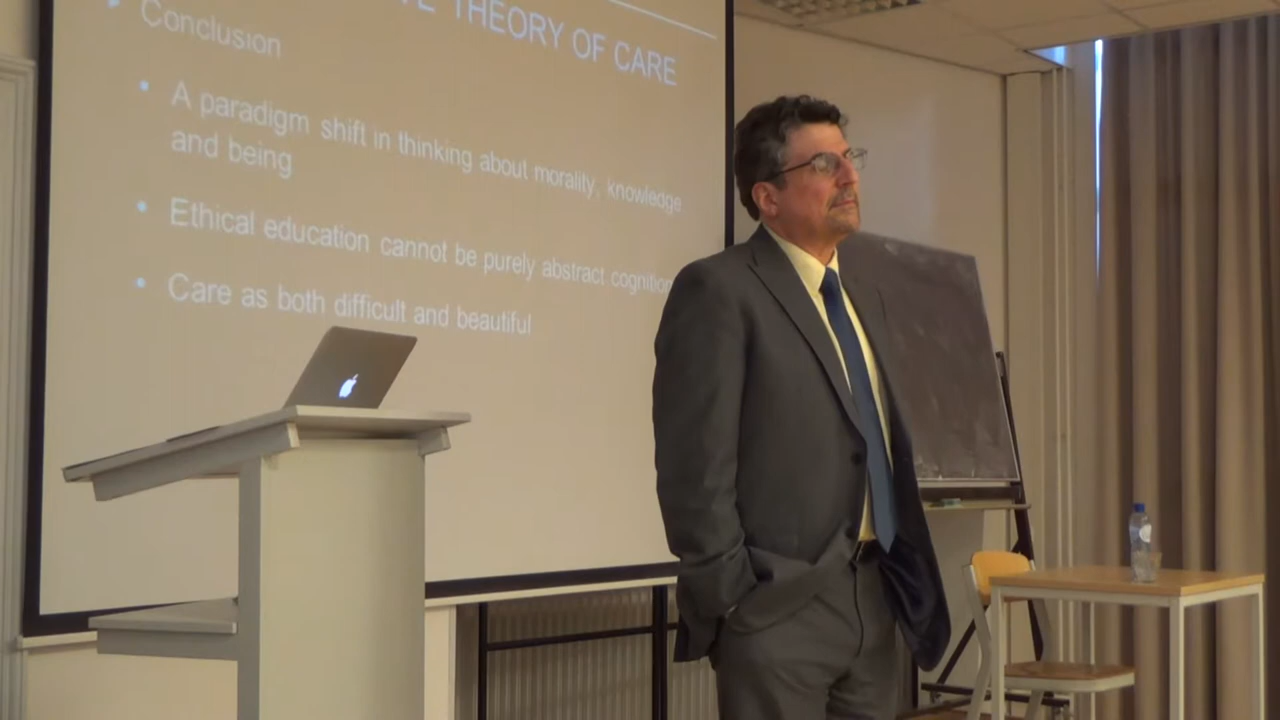 THEORY OF CARE
Conclusion
A paradigm shift in thinking about morality, knowledge
and being
Ethical education cannot be purely abstract cognition
Care as both difficult and beautiful